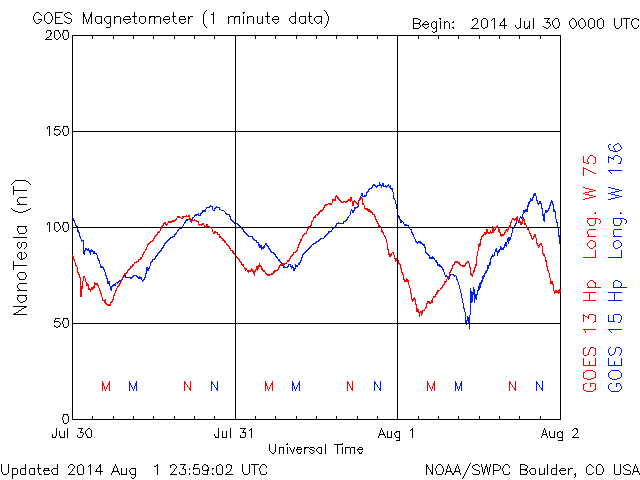 GOES Magnetometer (1 minute data)
Begin: 2014 Jul 30 0000 UTC
200
150
100
50
0
NanoTesla (nT)
M M N N M M N N M M N N
Jul 30 Jul 31 Aug 1 Aug 2
Universal Time
GOES 13 Hp Long. W 75
GOES 15 Hp Long. W 136
Updated 2014 Aug 1 23:59:02 UTC
NOAA/SWPC Boulder, CO USA